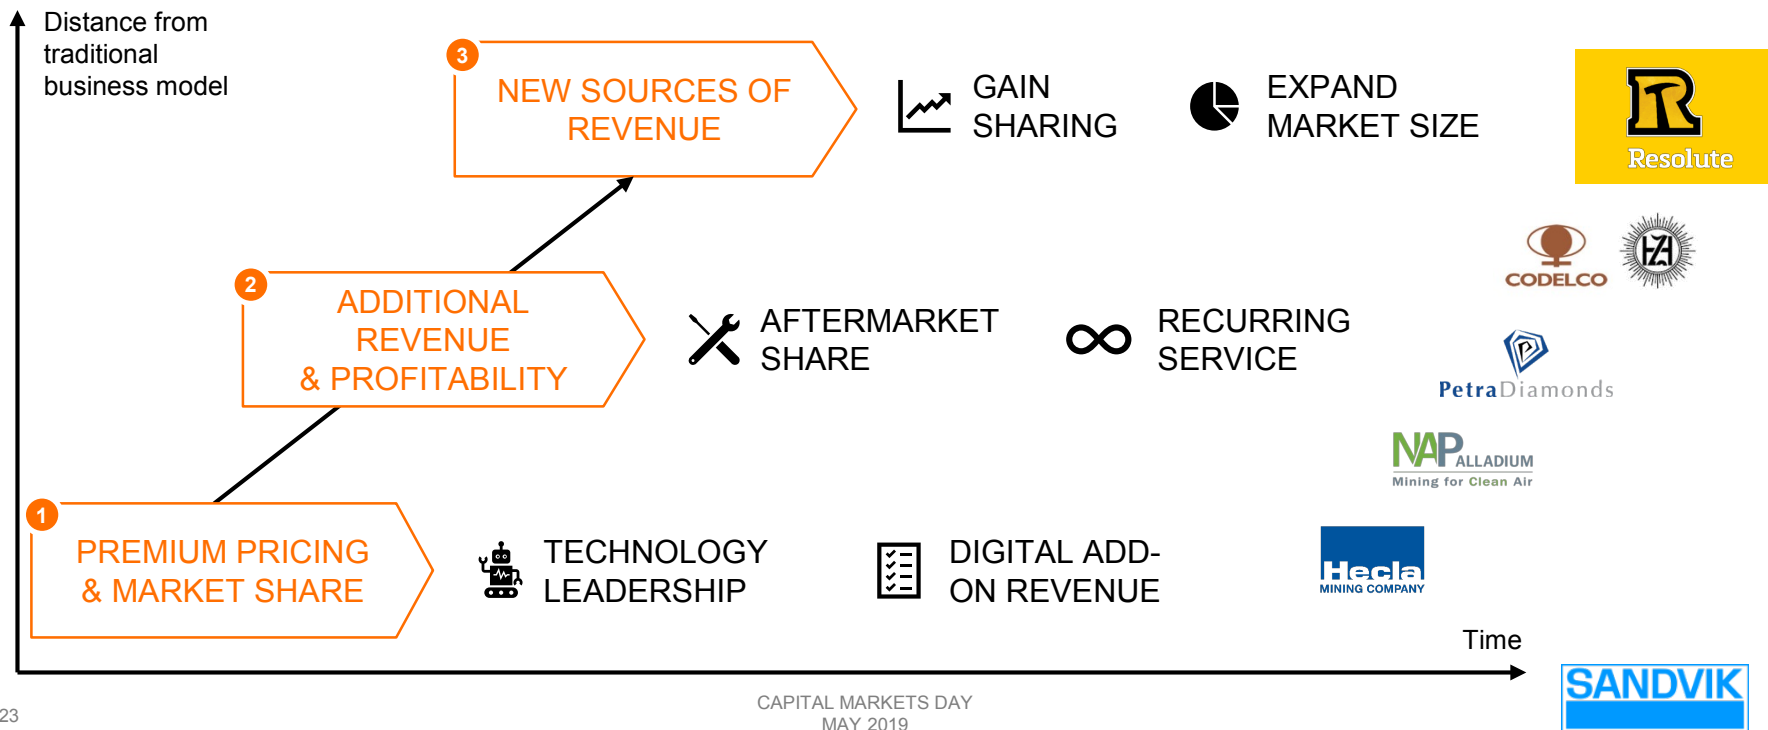 Distance from
traditional
business model
3
NEW SOURCES OF
REVENUE
GAIN
SHARING
EXPAND
MARKET SIZE
R
Resolute
CODELCO
HZL
2
ADDITIONAL
REVENUE
& PROFITABILITY
AFTERMARKET
SHARE
RECURRING
SERVICE
P
PetraDiamonds
NAPALLADIUM
Mining for Clean Air
1
PREMIUM PRICING
& MARKET SHARE
TECHNOLOGY
LEADERSHIP
DIGITAL ADD-
ON REVENUE
Hecla
MINING COMPANY
Time
SANDVIK
23
CAPITAL MARKETS DAY
MAY 2019